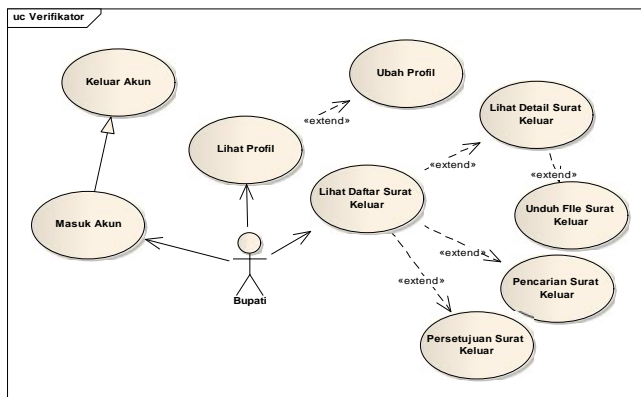 uc Verifikator
Keluar Akun
Ubah Profil
Lihat Detail Surat
Keluar
«extend»
«extend»
Lihat Profil
«extend»
Lihat Daftar Surat
Keluar
Masuk Akun
Unduh FIle Surat
Keluar
«extend»
Pencarian Surat
Keluar
«extend»
Bupati
Persetujuan Surat
Keluar